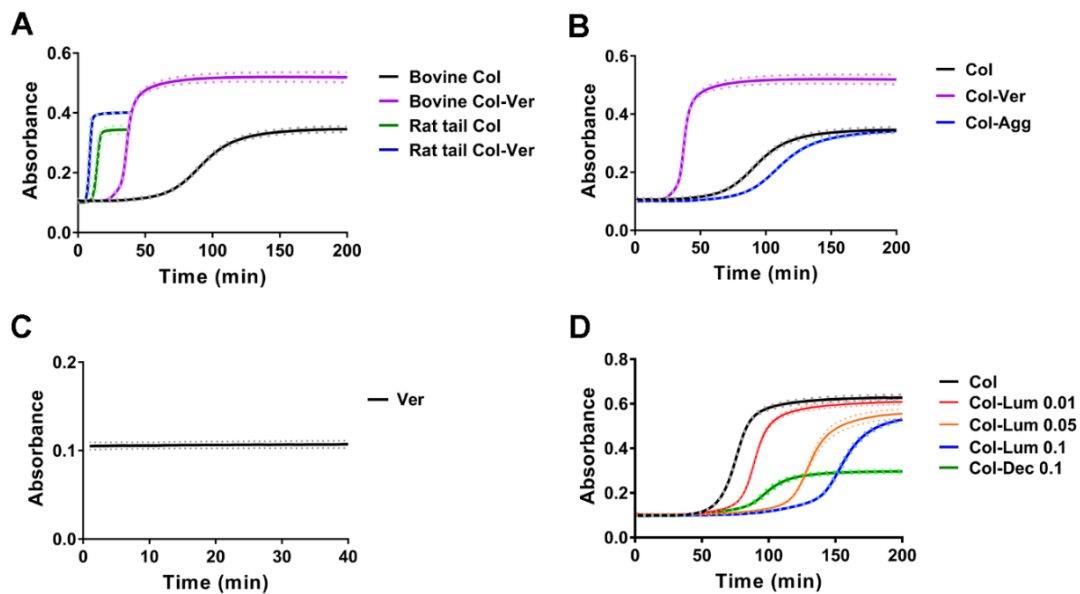 A
Absorbance
0.6
0.4
0.2
0.0
0 50 100 150 200
Time (min)
Bovine Col
Bovine Col-Ver
Rat tail Col
Rat tail Col-Ver
B
Absorbance
0.6
0.4
0.2
0.0
0 50 100 150 200
Time (min)
Col
Col-Ver
Col-Agg
C
Absorbance
0.2
0.1
0.0
0 10 20 30 40
Time (min)
Ver
D
Absorbance
0.8
0.6
0.4
0.2
0.0
0 50 100 150 200
Time (min)
Col
Col-Lum 0.01
Col-Lum 0.05
Col-Lum 0.1
Col-Dec 0.1